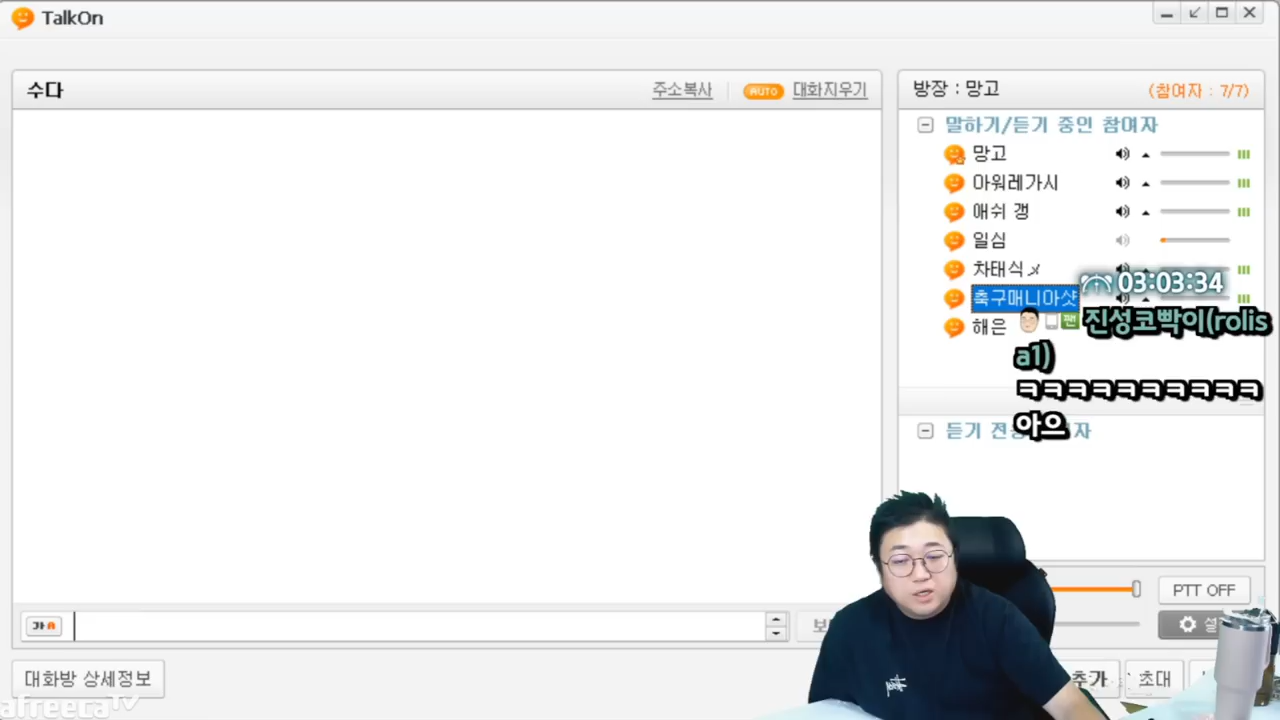 TalkOn
수다
주소복사
AUTO
대화지우기
방장 : 망고
(참여자 : 7/7)
말하기/듣기 중인 참여자
망고
아워레가시
애쉬 갱
일심
차태식
축구매니아샷
해은
03:03:34
팬
진성코빡이(rolis
a1)
ㅋㅋㅋㅋㅋㅋㅋㅋㅋㅋ
아으
듣기
PTT OFF
가
대화방 상세정보
추가
초대
afreecaTV